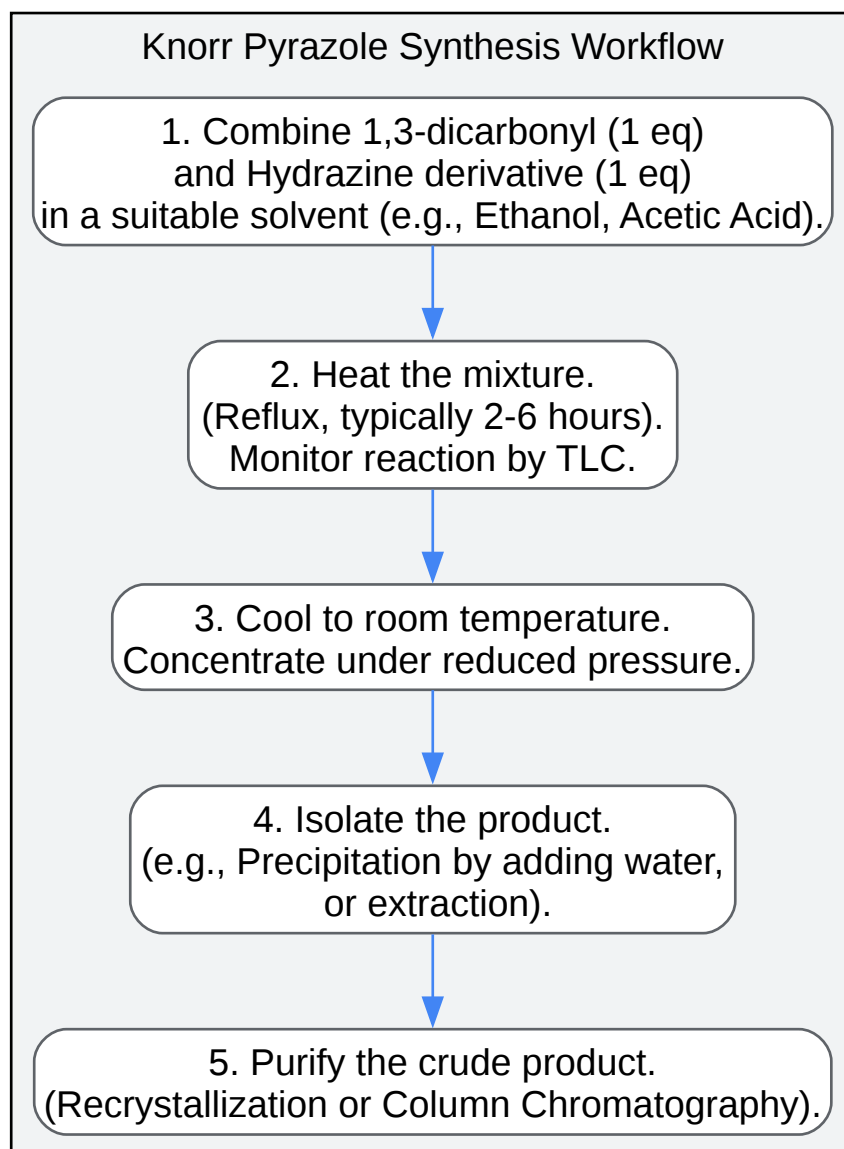 Knorr Pyrazole Synthesis Workflow
1. Combine 1,3-dicarbonyl (1 eq)
and Hydrazine derivative (1 eq)
in a suitable solvent (e.g., Ethanol, Acetic Acid).
2. Heat the mixture.
(Reflux, typically 2-6 hours).
Monitor reaction by TLC.
3. Cool to room temperature.
Concentrate under reduced pressure.
4. Isolate the product.
(e.g., Precipitation by adding water,
or extraction).
5. Purify the crude product.
(Recrystallization or Column Chromatography).